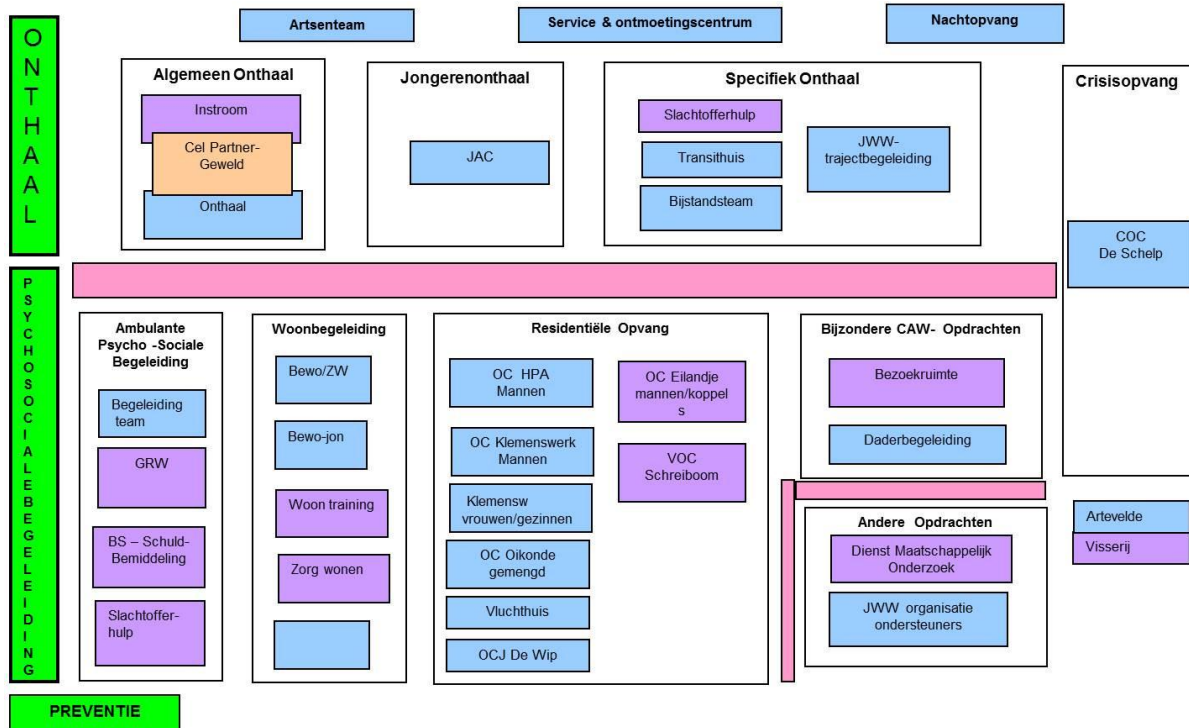 ONTHAAL
Artsenteam
Service & ontmoetingscentrum
Nachtopvang
Algemeen Onthaal
Instroom
Cel Partner-
Geweld
Onthaal
Jongerenonthaal
JAC
Specifiek Onthaal
Slachtofferhulp
Transithuis
Bijstandsteam
JWW-
trajectbegeleiding
Crisisopvang
COC
De Schelp
PSYCHOSOCIALEBEGELEIDING
Ambulante
Psycho -Sociale
Begeleiding
Begeleiding
team
GRW
BS – Schuld-
Bemiddeling
Slachtoffer-
hulp
Woonbegeleiding
Bewo/ZW
Bewo-jon
Woon training
Zorg wonen
Residentiële Opvang
OC HPA
Mannen
OC Klemenswerk
Mannen
Klemensw
vrouwen/gezinnen
OC Oikonde
gemengd
Vluchthuis
OCJ De Wip
OC Eilandje
mannen/koppel
s
VOC
Schreiboom
Bijzondere CAW- Opdrachten
Bezoekruimte
Daderbegeleiding
Andere Opdrachten
Dienst Maatschappelijk
Onderzoek
JWW organisatie
ondersteuners
Artevelde
Visserij
PREVENTIE